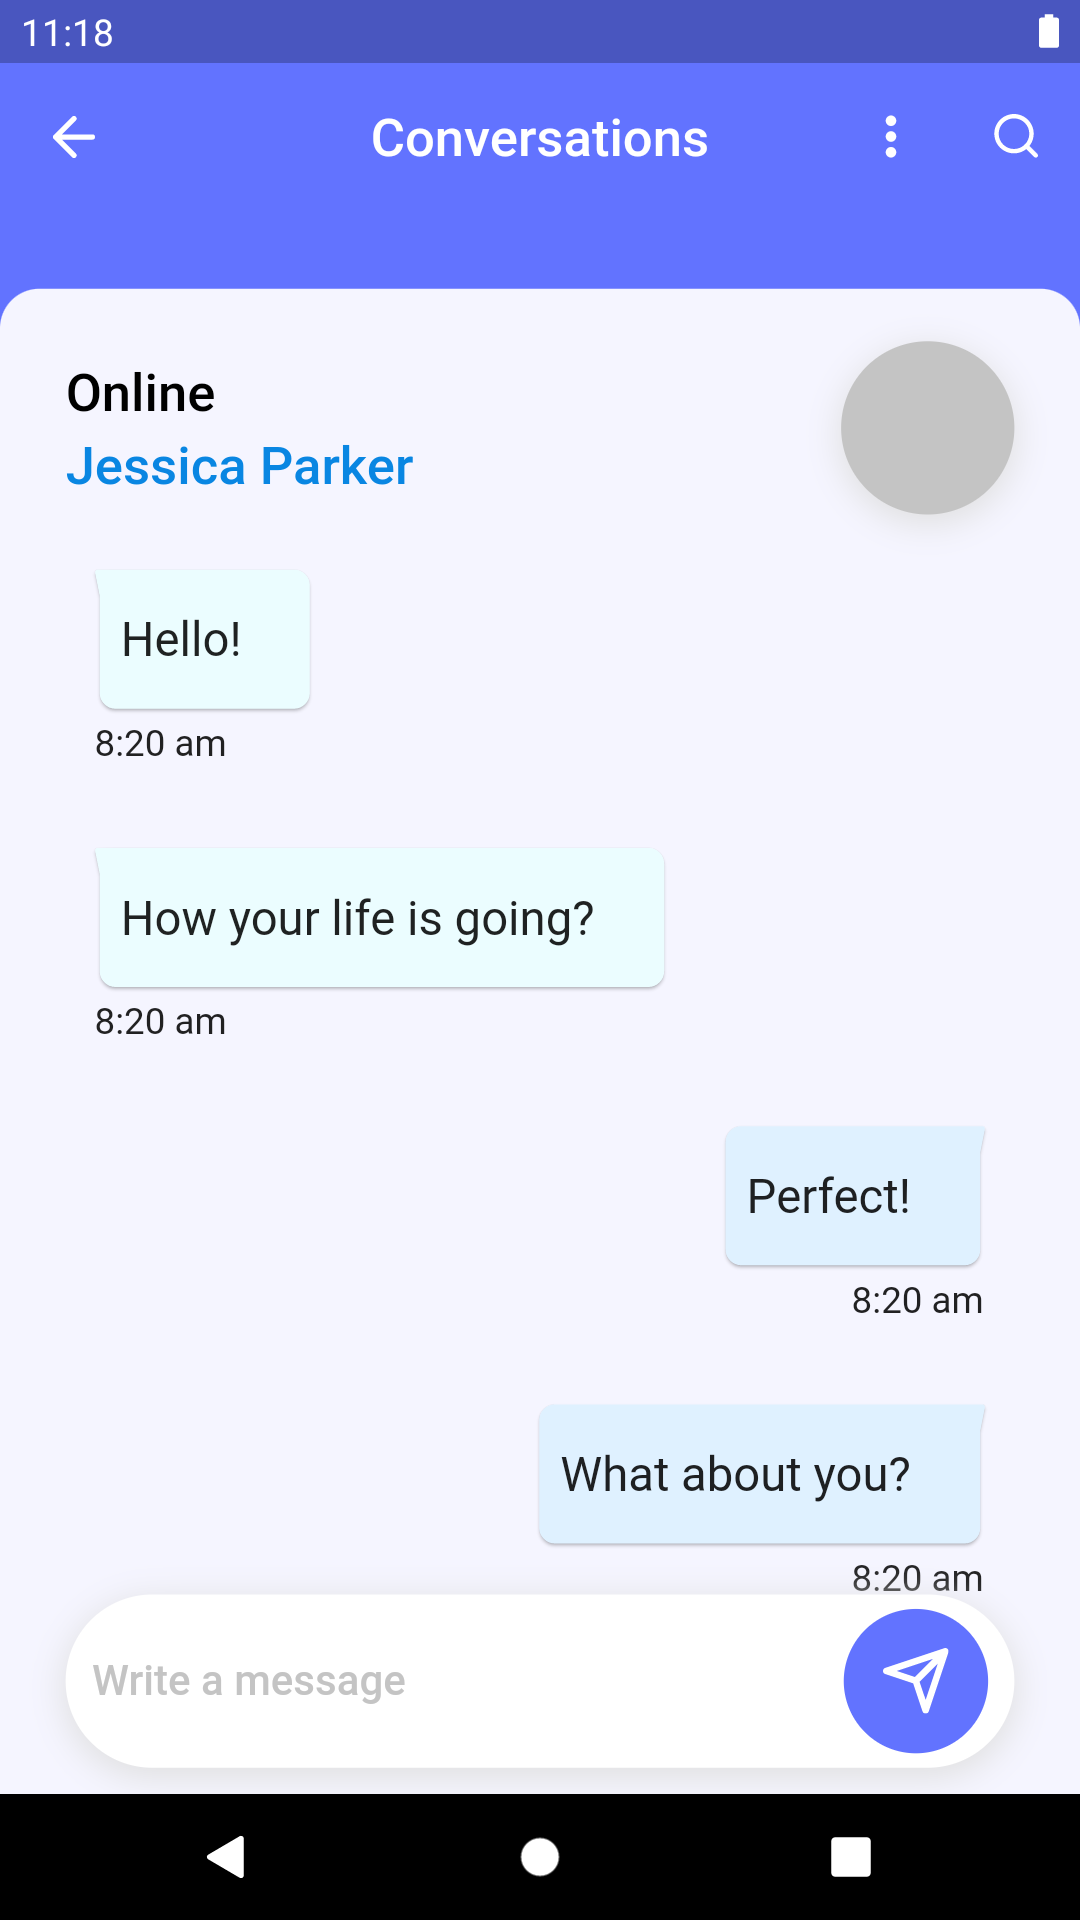 11:18
Conversations
Online
Jessica Parker
Hello!
8:20 am
How your life is going?
8:20 am
Perfect!
8:20 am
What about you?
8:20 am
Write a message